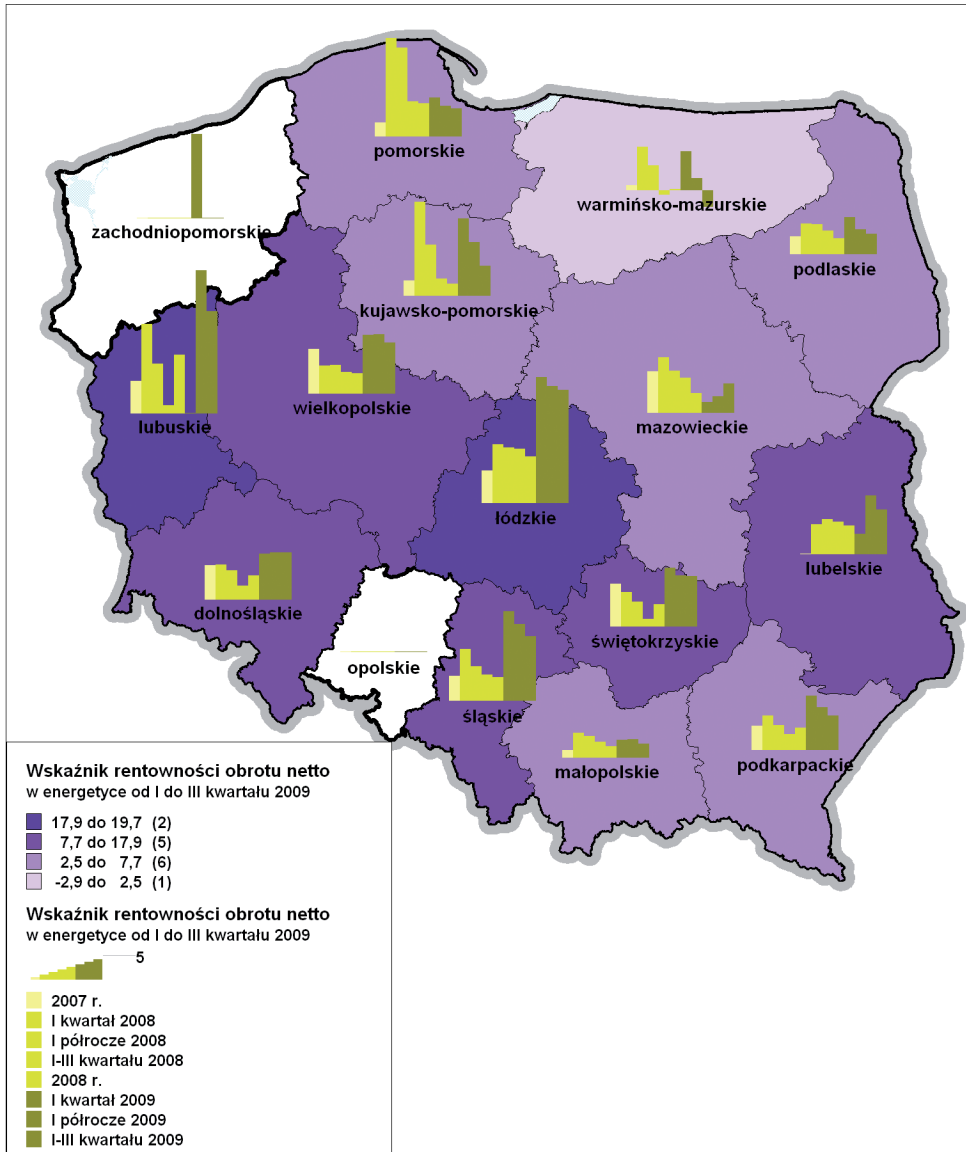 pomorskie
warmińsko-mazurskie
zachodniopomorskie
podlaskie
kujawsko-pomorskie
wielkopolskie
lubuskie
mazowieckie
łódzkie
lubelskie
dolnośląskie
świętokrzyskie
opolskie
śląskie
małopolskie
podkarpackie
Wskaźnik rentowności obrotu netto
w energetyce od I do III kwartału 2009
17,9 do 19,7 (2)
7,7 do 17,9 (5)
2,5 do 7,7 (6)
-2,9 do 2,5 (1)
Wskaźnik rentowności obrotu netto
w energetyce od I do III kwartału 2009
5
2007 r.
I kwartał 2008
I półrocze 2008
I-III kwartału 2008
2008 r.
I kwartał 2009
I półrocze 2009
I-III kwartału 2009